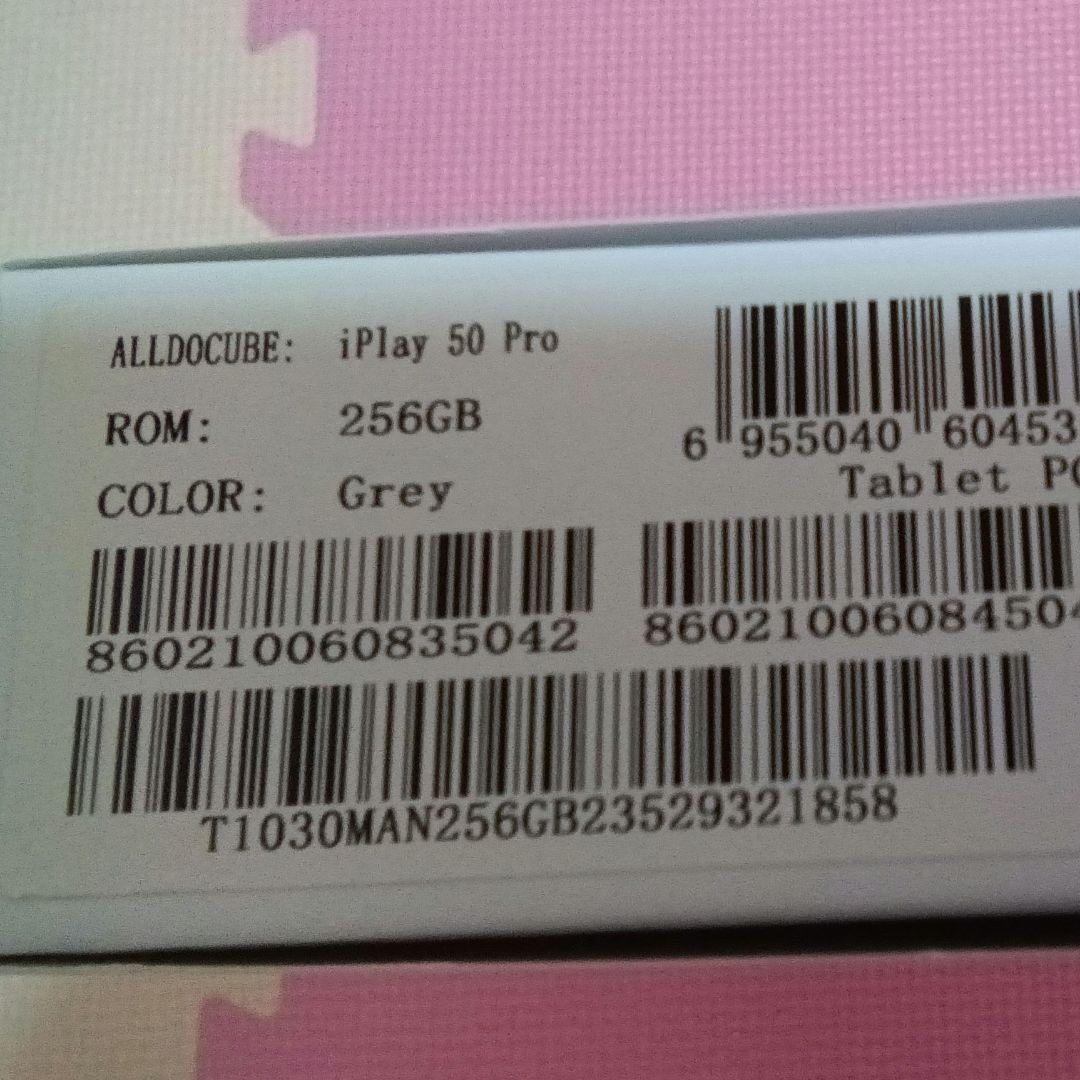 ALLDOCUBE: iPlay 50 Pro
ROM: 256GB
COLOR: Grey
6 955040 60453
Tablet
860210060835042
86021006084504
T1030MAN256GB23529321858